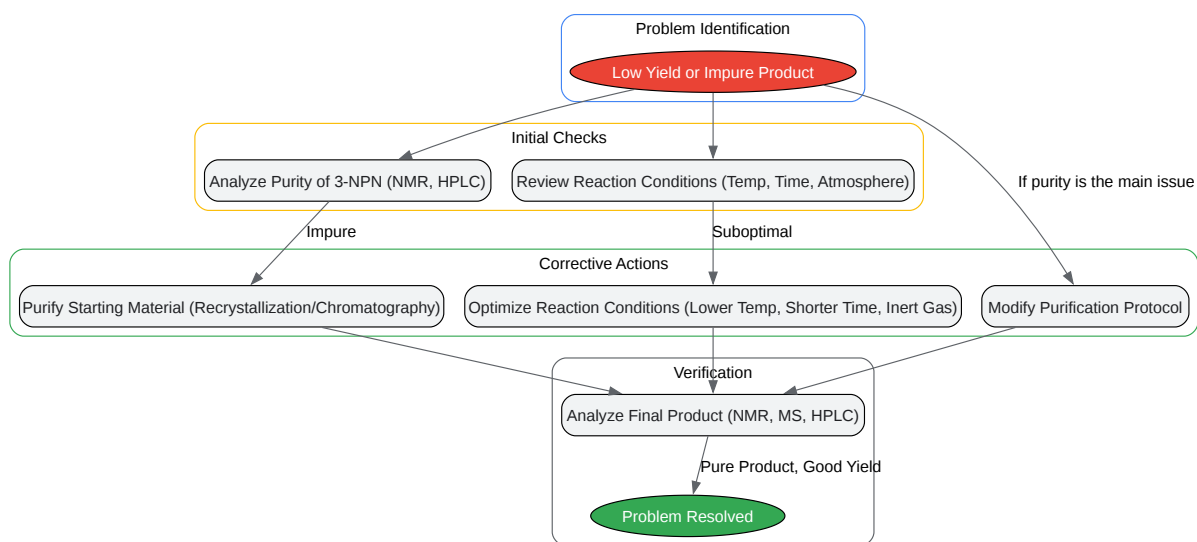 Problem Identification
Low Yield or Impure Product
Initial Checks
Analyze Purity of 3-NPN (NMR, HPLC)
Review Reaction Conditions (Temp, Time, Atmosphere)
If purity is the main issue
Impure
Suboptimal
Corrective Actions
Purify Starting Material (Recrystallization/Chromatography)
Optimize Reaction Conditions (Lower Temp, Shorter Time, Inert Gas)
Modify Purification Protocol
Verification
Analyze Final Product (NMR, MS, HPLC)
Pure Product, Good Yield
Problem Resolved